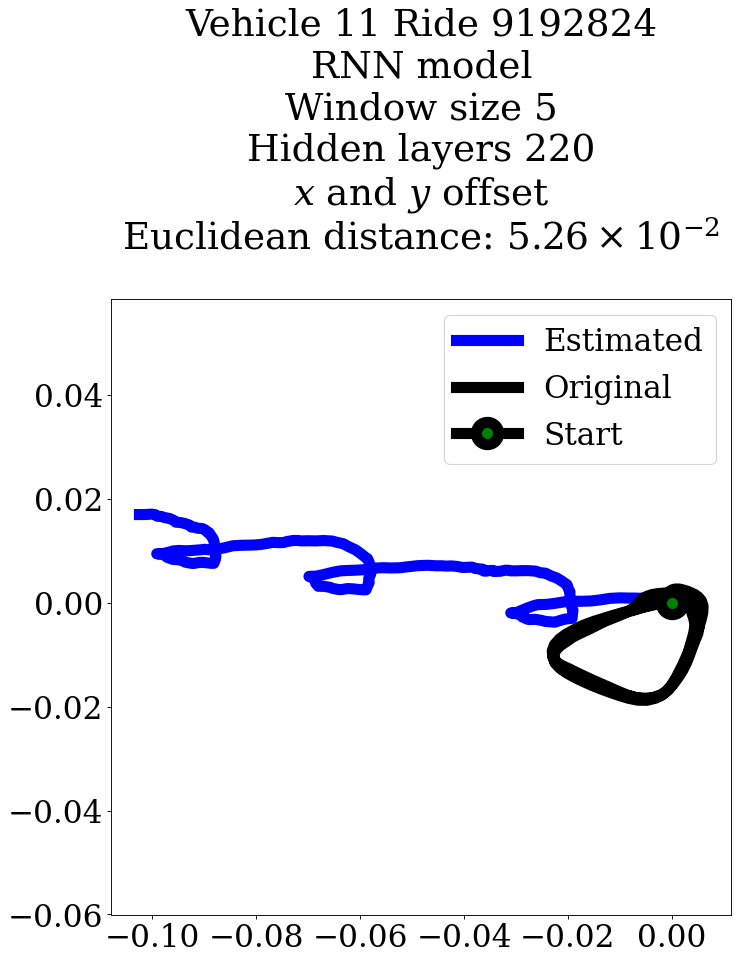 Vehicle 11 Ride 9192824
RNN model
Window size 5
Hidden layers 220
x and y offset
Euclidean distance: 5.26 × 10⁻²
Estimated
Original
Start
0.04
0.02
0.00
−0.02
−0.04
−0.06
−0.10 −0.08 −0.06 −0.04 −0.02 0.00